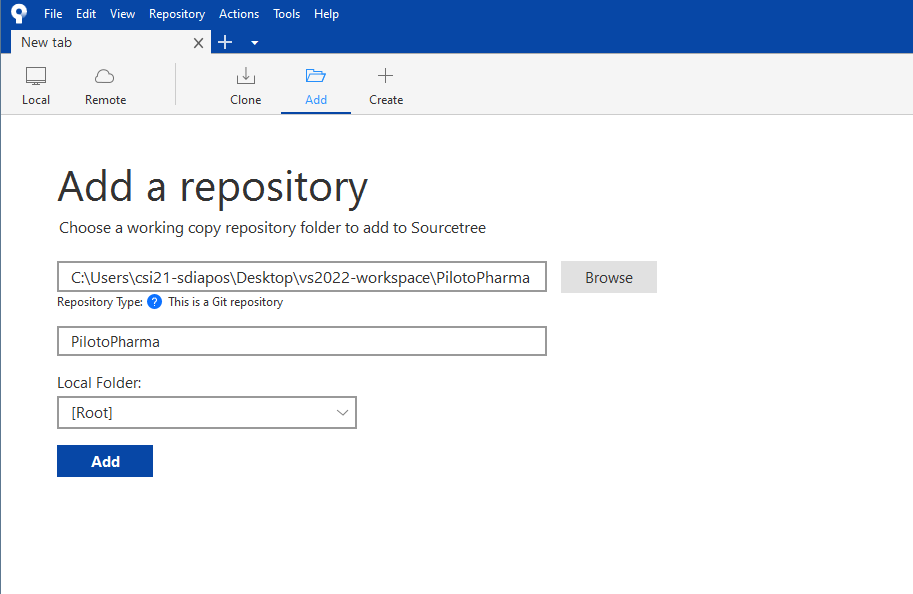 File Edit View Repository Actions Tools Help
New tab
Local Remote Clone Add Create
Add a repository
Choose a working copy repository folder to add to Sourcetree
C:\Users\csi21-sdiapos\Desktop\vs2022-workspace\PilotoPharma Browse
Repository Type: ? This is a Git repository
PilotoPharma
Local Folder:
[Root]
Add